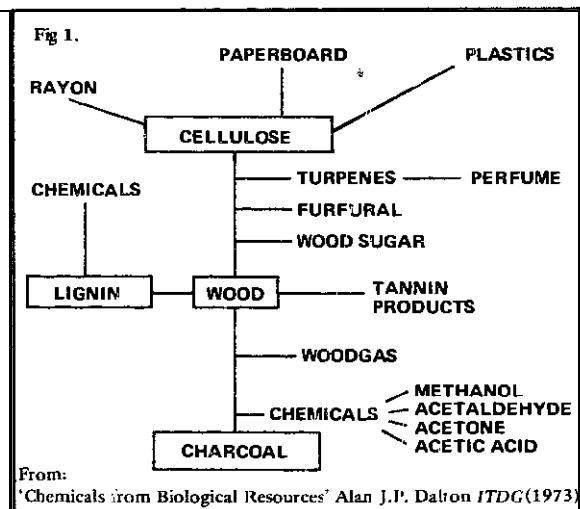 Fig 1.
PAPERBOARD
PLASTICS
RAYON
CELLULOSE
CHEMICALS
TURPENES
PERFUME
FURFURAL
WOOD SUGAR
LIGNIN
WOOD
TANNIN
PRODUCTS
WOODGAS
CHEMICALS
METHANOL
ACETALDEHYDE
ACETONE
ACETIC ACID
CHARCOAL
From:
'Chemicals from Biological Resources' Alan J.P. Dalton ITDG (1973)